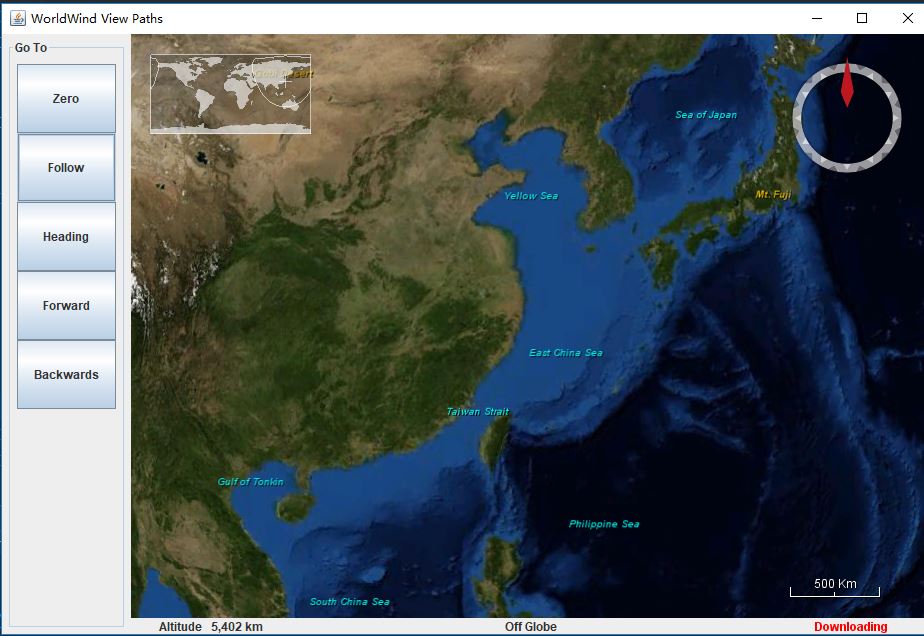 WorldWind View Paths
Go To
Zero
Follow
Heading
Forward
Backwards
Gobi Desert
Sea of Japan
Yellow Sea
Mt. Fuji
East China Sea
Taiwan Strait
Gulf of Tonkin
Philippine Sea
South China Sea
500 Km
Altitude 5,402 km
Off Globe
Downloading